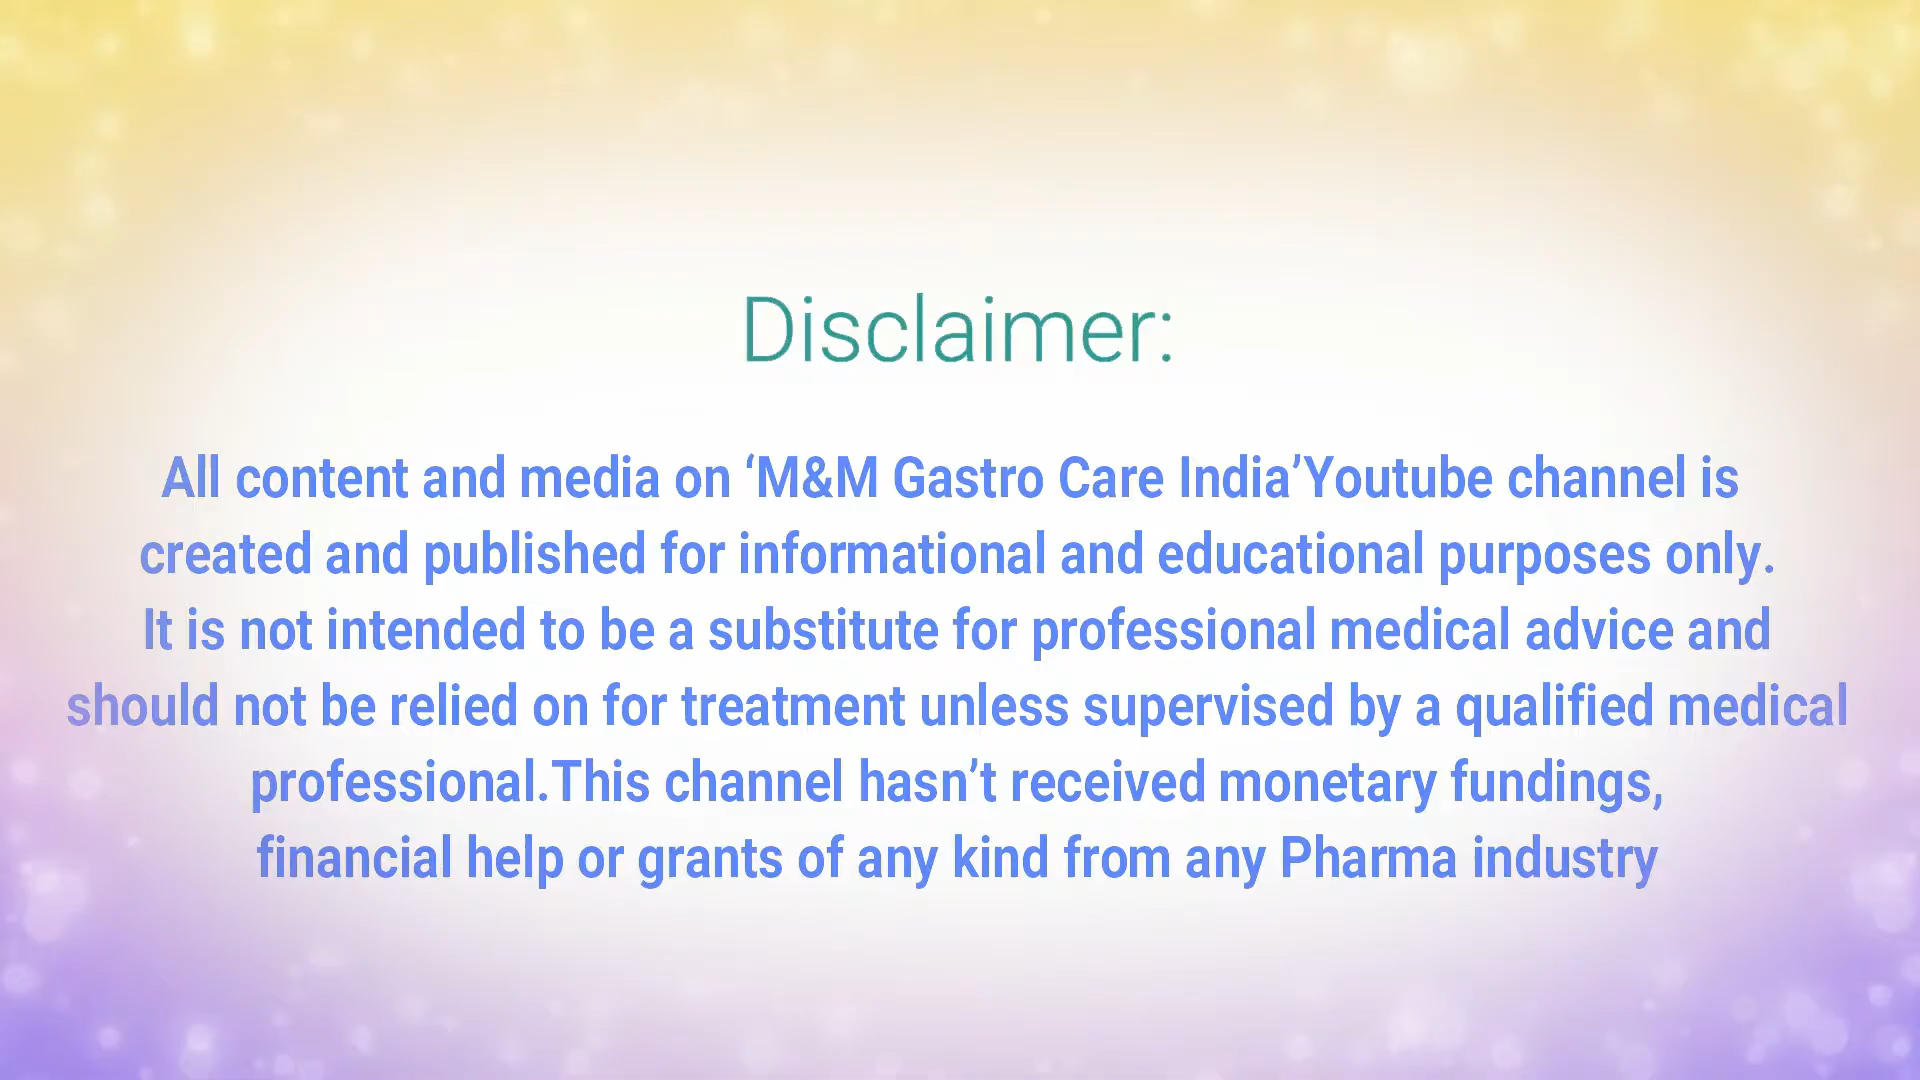 Disclaimer:
All content and media on ‘M&M Gastro Care India’Youtube channel is
created and published for informational and educational purposes only.
It is not intended to be a substitute for professional medical advice and
should not be relied on for treatment unless supervised by a qualified medical
professional.This channel hasn’t received monetary fundings,
financial help or grants of any kind from any Pharma industry